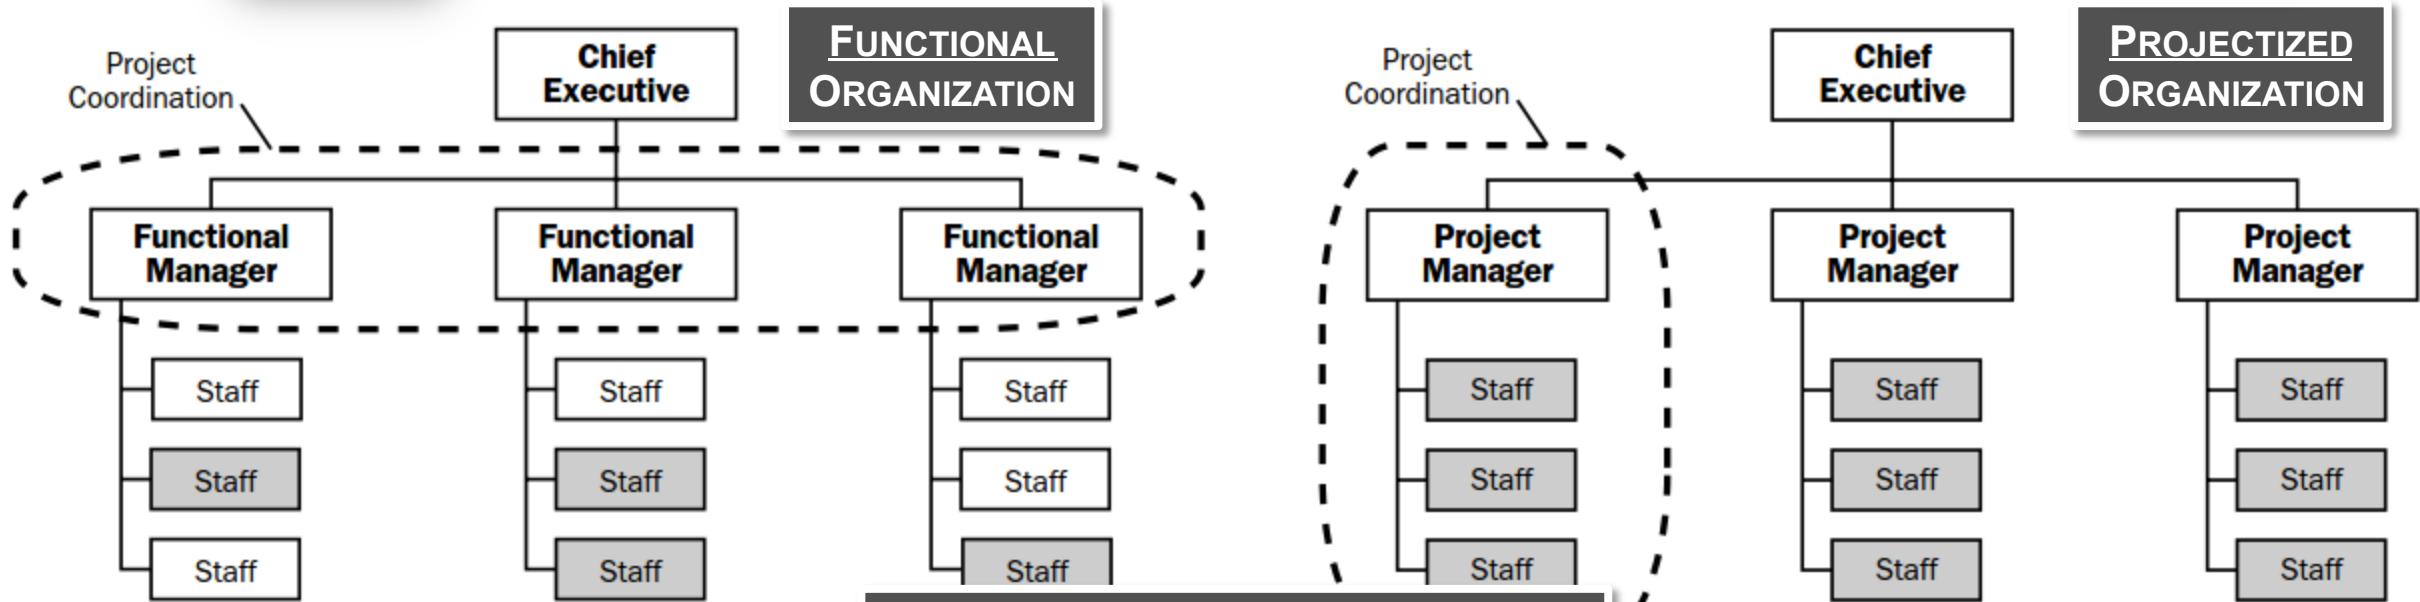 Project
Coordination
Chief
Executive
FUNCTIONAL
ORGANIZATION
Functional
Manager
Functional
Manager
Functional
Manager
Staff
Staff
Staff
Staff
Staff
Staff
Staff
Staff
Staff
Project
Coordination
Chief
Executive
PROJECTIZED
ORGANIZATION
Project
Manager
Project
Manager
Project
Manager
Staff
Staff
Staff
Staff
Staff
Staff
Staff
Staff
Staff